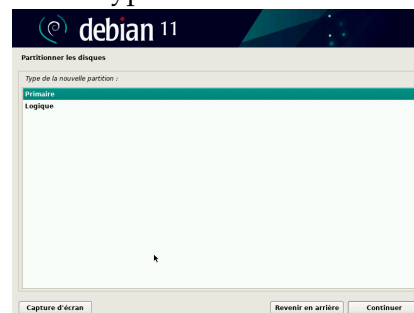 debian 11
Partitionner les disques
Type de la nouvelle partition :
Primaire
Logique
Capture d'écran
Revenir en arrière
Continuer